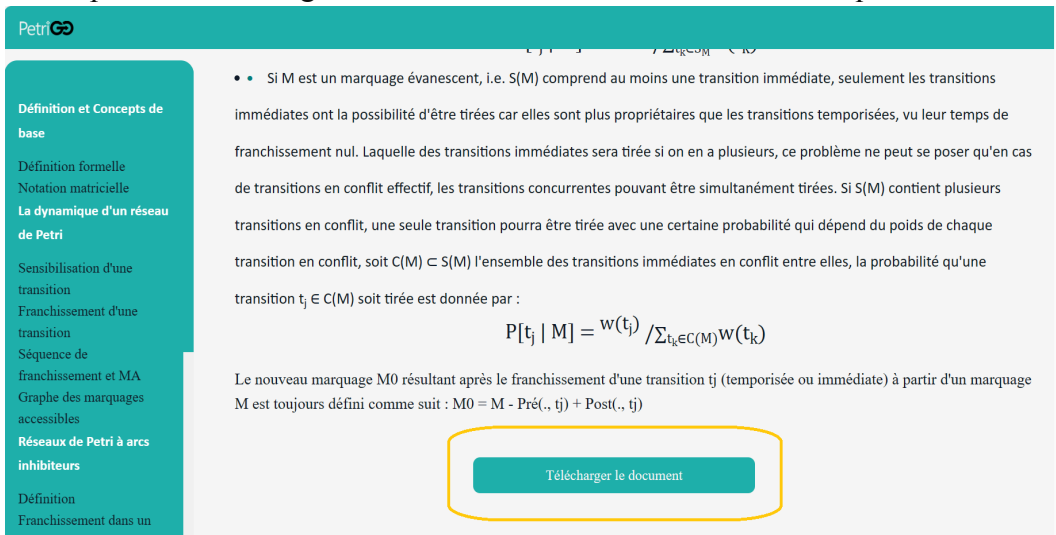 PetriGO
Définition et Concepts de
base
Définition formelle
Notation matricielle
La dynamique d'un réseau
de Petri
Sensibilisation d'une
transition
Franchissement d'une
transition
Séquence de
franchissement et MA
Graphe des marquages
accessibles
Réseaux de Petri à arcs
inhibiteurs
Définition
Franchissement dans un
• • Si M est un marquage évanescent, i.e. S(M) comprend au moins une transition immédiate, seulement les transitions
immédiates ont la possibilité d'être tirées car elles sont plus propriétaires que les transitions temporisées, vu leur temps de
franchissement nul. Laquelle des transitions immédiates sera tirée si on en a plusieurs, ce problème ne peut se poser qu'en cas
de transitions en conflit effectif, les transitions concurrentes pouvant être simultanément tirées. Si S(M) contient plusieurs
transitions en conflit, une seule transition pourra être tirée avec une certaine probabilité qui dépend du poids de chaque
transition en conflit, soit C(M) ⊂ S(M) l'ensemble des transitions immédiates en conflit entre elles, la probabilité qu'une
transition tj ∈ C(M) soit tirée est donnée par :
P[tj | M] = w(tj) /∑tk∈C(M)w(tk)
Le nouveau marquage M0 résultant après le franchissement d'une transition tj (temporisée ou immédiate) à partir d'un marquage
M est toujours défini comme suit : M0 = M - Pré(., tj) + Post(., tj)
Télécharger le document